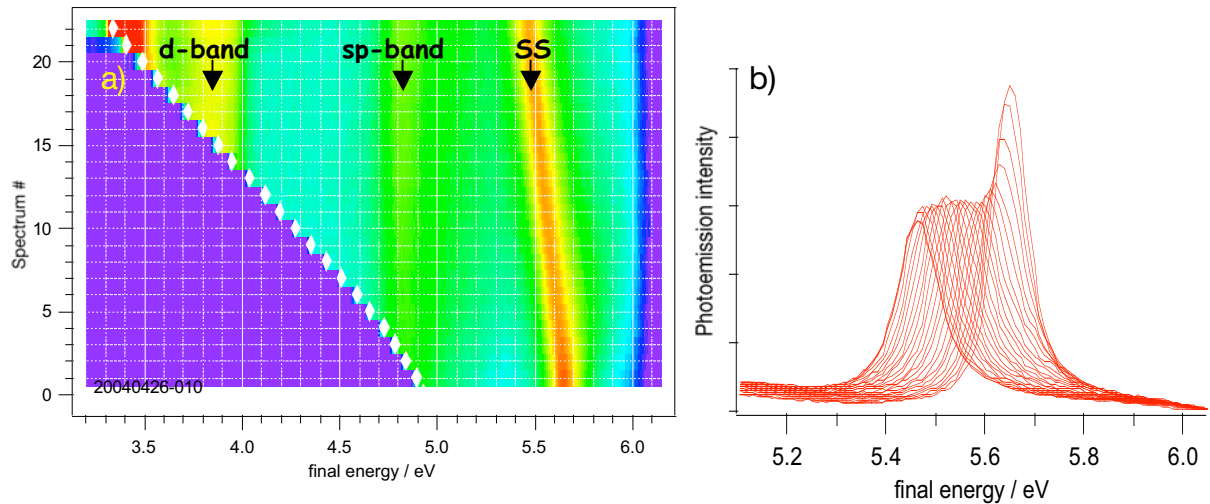 d-band sp-band SS
a)
20
15
10
5
0
Spectrum #
20040426-010
3.5 4.0 4.5 5.0 5.5 6.0
final energy / eV
b)
Photoemission intensity
5.2 5.4 5.6 5.8 6.0
final energy / eV